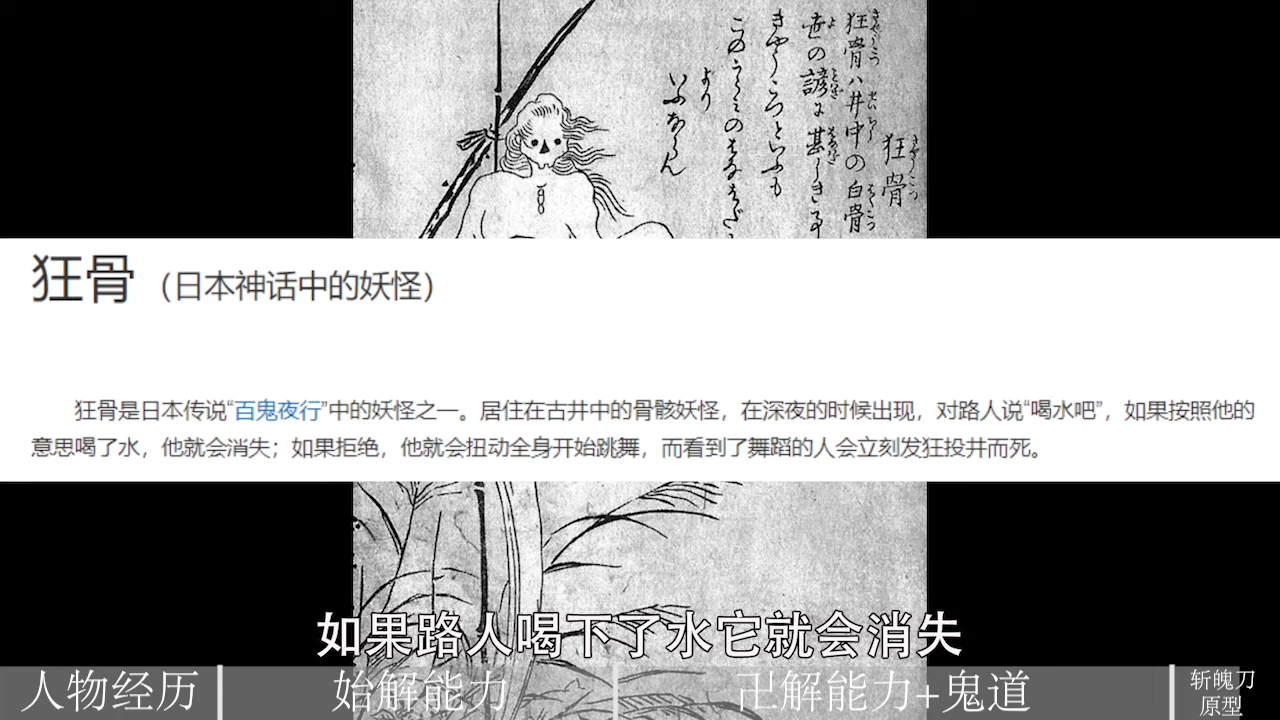 狂骨
狂骨ハ井中の白骨
世の諺に甚しき事
きやうこつといふも
このうらみのはなはだ
より
いふならん
狂骨（日本神话中的妖怪）
狂骨是日本传说“百鬼夜行”中的妖怪之一。居住在古井中的骨骸妖怪，在深夜的时候出现，对路人说“喝水吧”，如果按照他的
意思喝了水，他就会消失；如果拒绝，他就会扭动全身开始跳舞，而看到了舞蹈的人会立刻发狂投井而死。
如果路人喝下了水它就会消失
人物经历
始解能力
卍解能力+鬼道
斩魄刀
原型